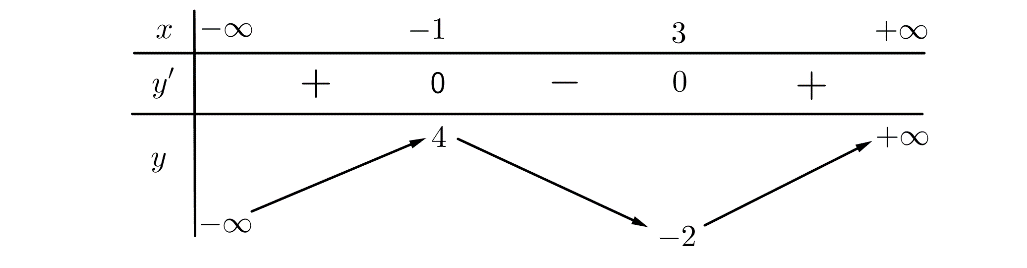 x −∞ −1 3 +∞
y′ + 0 − 0 +
4 +∞
y
−∞ −2